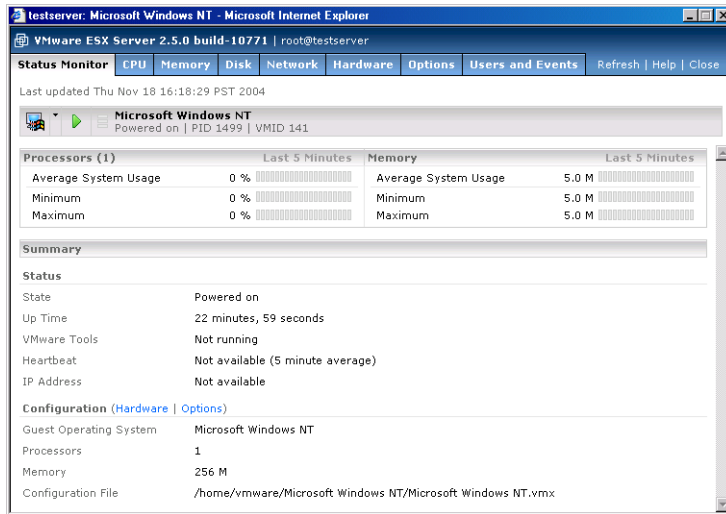 testserver: Microsoft Windows NT - Microsoft Internet Explorer
VMware ESX Server 2.5.0 build-10771 | root@testserver
Status Monitor CPU Memory Disk Network Hardware Options Users and Events Refresh | Help | Close
Last updated Thu Nov 18 16:18:29 PST 2004
Microsoft Windows NT
Powered on | PID 1499 | VMID 141
Processors (1) Last 5 Minutes Memory Last 5 Minutes
Average System Usage 0 % Average System Usage 5.0 M
Minimum 0 % Minimum 5.0 M
Maximum 0 % Maximum 5.0 M
Summary
Status
State Powered on
Up Time 22 minutes, 59 seconds
VMware Tools Not running
Heartbeat Not available (5 minute average)
IP Address Not available
Configuration (Hardware | Options)
Guest Operating System Microsoft Windows NT
Processors 1
Memory 256 M
Configuration File /home/vmware/Microsoft Windows NT/Microsoft Windows NT.vmx